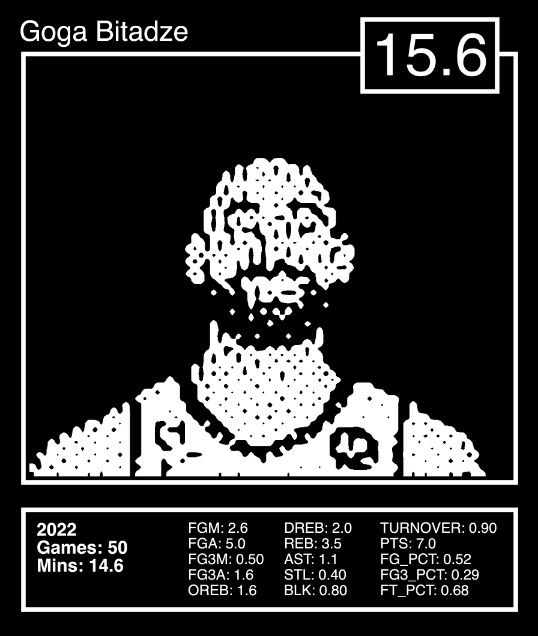 Goga Bitadze
15.6
2022
Games: 50
Mins: 14.6
FGM: 2.6
FGA: 5.0
FG3M: 0.50
FG3A: 1.6
OREB: 1.6
DREB: 2.0
REB: 3.5
AST: 1.1
STL: 0.40
BLK: 0.80
TURNOVER: 0.90
PTS: 7.0
FG_PCT: 0.52
FG3_PCT: 0.29
FT_PCT: 0.68